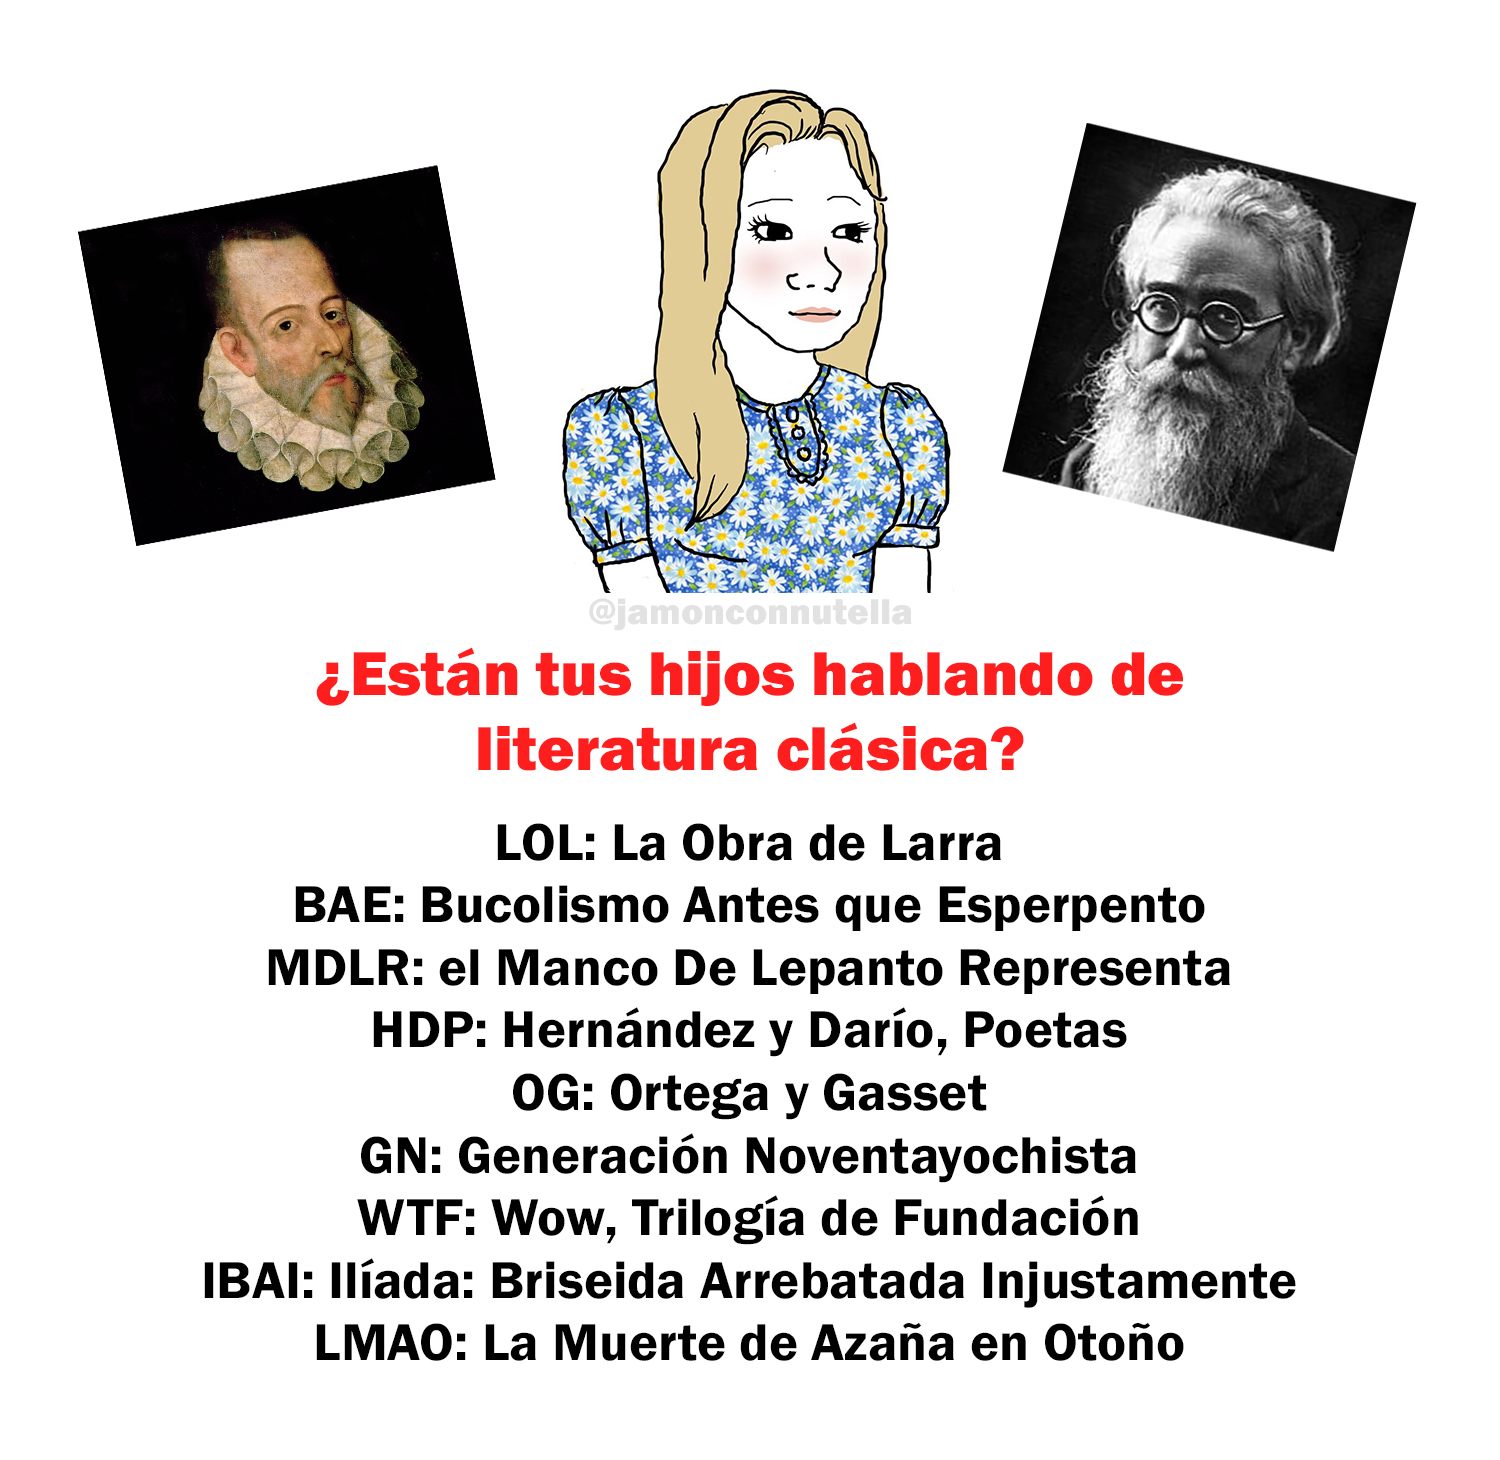 @jamonconnutella
¿Están tus hijos hablando de
literatura clásica?
LOL: La Obra de Larra
BAE: Bucolismo Antes que Esperpento
MDLR: el Manco De Lepanto Representa
HDP: Hernández y Darío, Poetas
OG: Ortega y Gasset
GN: Generación Noventayochista
WTF: Wow, Trilogía de Fundación
IBAI: Ilíada: Briseida Arrebatada Injustamente
LMAO: La Muerte de Azaña en Otoño